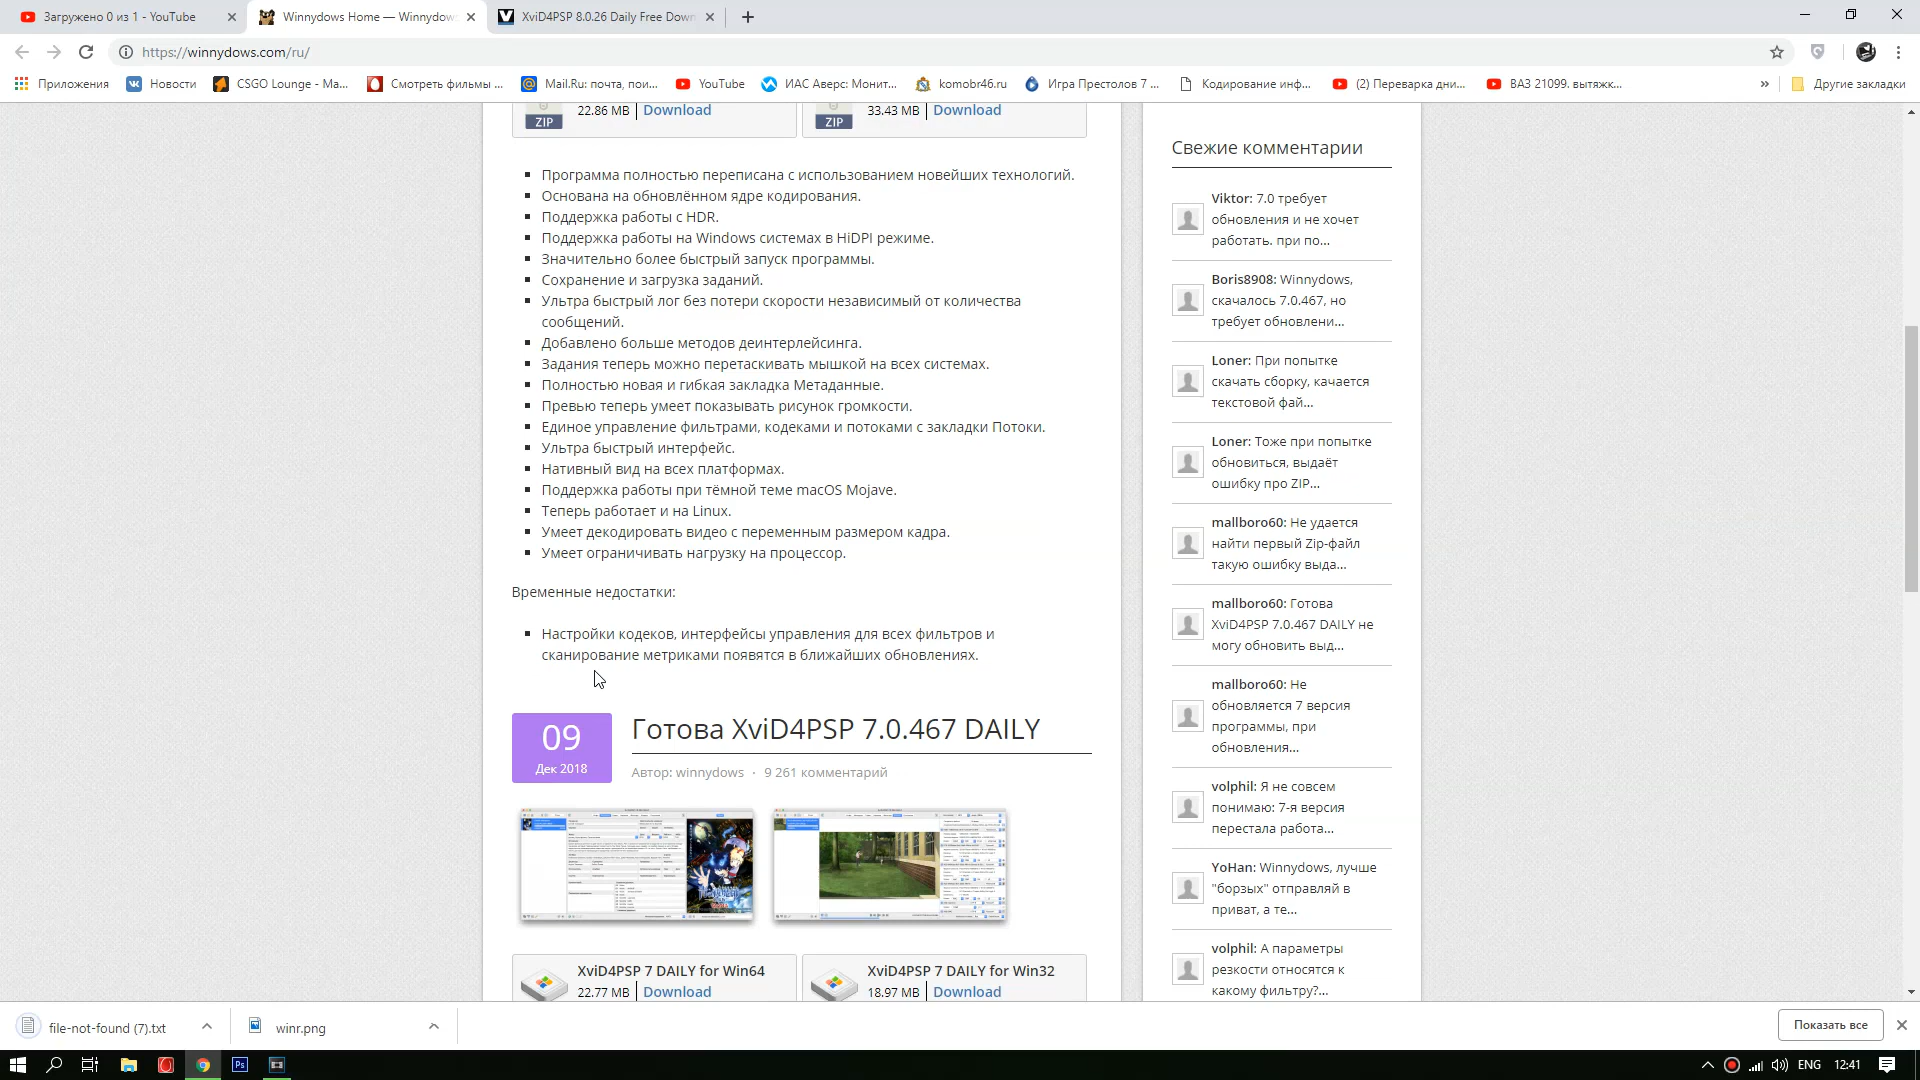 Загружено 0 из 1 - YouTube
Winnydows Home — Winnydow
XviD4PSP 8.0.26 Daily Free Down
https://winnydows.com/ru/
Приложения
Новости
CSGO Lounge - Ma...
Смотреть фильмы ...
Mail.Ru: почта, пои...
YouTube
ИАС Аверс: Монит...
komobr46.ru
Игра Престолов 7 ...
Кодирование инф...
(2) Переварка дни...
ВАЗ 21099. вытяжк...
»
Другие закладки
ZIP
22.86 MB | Download
ZIP
33.43 MB | Download
Программа полностью переписана с использованием новейших технологий.
Основана на обновлённом ядре кодирования.
Поддержка работы с HDR.
Поддержка работы на Windows системах в HiDPI режиме.
Значительно более быстрый запуск программы.
Сохранение и загрузка заданий.
Ультра быстрый лог без потери скорости независимый от количества
сообщений.
Добавлено больше методов деинтерлейсинга.
Задания теперь можно перетаскивать мышкой на всех системах.
Полностью новая и гибкая закладка Метаданные.
Превью теперь умеет показывать рисунок громкости.
Единое управление фильтрами, кодеками и потоками с закладки Потоки.
Ультра быстрый интерфейс.
Нативный вид на всех платформах.
Поддержка работы при тёмной теме macOS Mojave.
Теперь работает и на Linux.
Умеет декодировать видео с переменным размером кадра.
Умеет ограничивать нагрузку на процессор.
Временные недостатки:
Настройки кодеков, интерфейсы управления для всех фильтров и
сканирование метриками появятся в ближайших обновлениях.
09
Дек 2018
Готова XviD4PSP 7.0.467 DAILY
Автор: winnydows · 9 261 комментарий
XviD4PSP 7 DAILY for Win64
22.77 MB | Download
XviD4PSP 7 DAILY for Win32
18.97 MB | Download
Свежие комментарии
Viktor: 7.0 требует
обновления и не хочет
работать. при по...
Boris8908: Winnydows,
скачалось 7.0.467, но
требует обновлени...
Loner: При попытке
скачать сборку, качается
текстовой фай...
Loner: Тоже при попытке
обновиться, выдаёт
ошибку про ZIP...
mallboro60: Не удается
найти первый Zip-файл
такую ошибку выда...
mallboro60: Готова
XviD4PSP 7.0.467 DAILY не
могу обновить выд...
mallboro60: Не
обновляется 7 версия
программы, при
обновления...
volphil: Я не совсем
понимаю: 7-я версия
перестала работа...
YoHan: Winnydows, лучше
"борзых" отправляй в
приват, а те...
volphil: А параметры
резкости относятся к
какому фильтру?...
file-not-found (7).txt
winr.png
Показать все
Ps
ENG
12:41